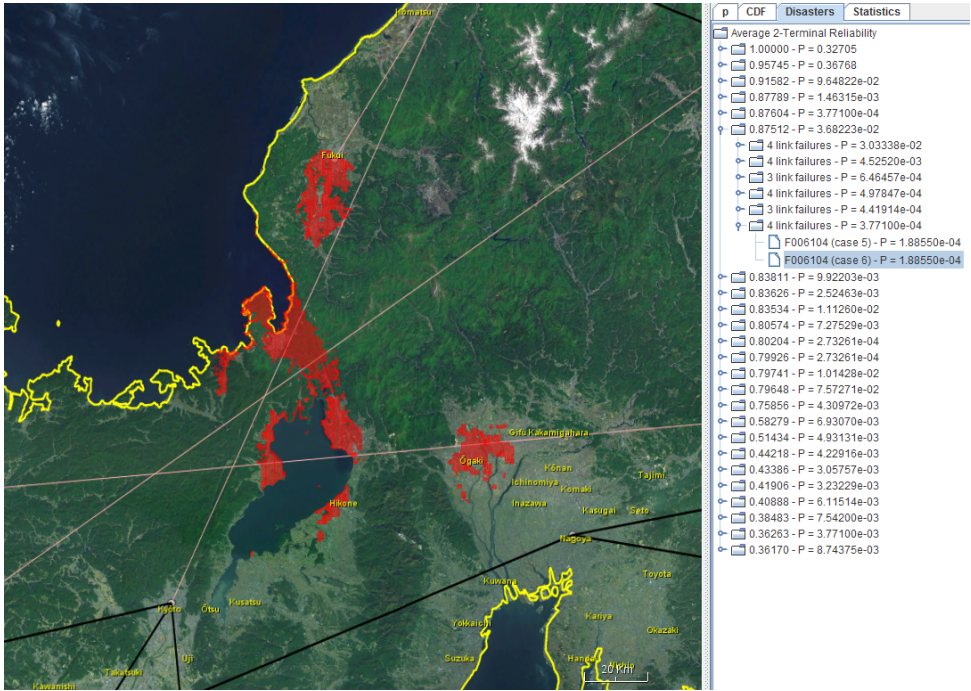 Komatsu
Fukui
Gifu Kakamigahara
Ōgaki
Kōnan
Tajimi
Ichinomiya
Komaki
Inazawa
Kasugai
Seto
Hikone
Nagoya
Kuwana
Toyota
Kyōto
Ōtsu
Kusatsu
Yokkaichi
Kariya
Okazaki
Uji
Suzuka
Handa
Nishio
Takatsuki
20 Km
Kawanishi
p CDF Disasters Statistics
Average 2-Terminal Reliability
1.00000 - P = 0.32705
0.95745 - P = 0.36768
0.91582 - P = 9.64822e-02
0.87789 - P = 1.46315e-03
0.87604 - P = 3.77100e-04
0.87512 - P = 3.68223e-02
4 link failures - P = 3.03338e-02
4 link failures - P = 4.52520e-03
3 link failures - P = 6.46457e-04
4 link failures - P = 4.97847e-04
3 link failures - P = 4.41914e-04
4 link failures - P = 3.77100e-04
F006104 (case 5) - P = 1.88550e-04
F006104 (case 6) - P = 1.88550e-04
0.83811 - P = 9.92203e-03
0.83626 - P = 2.52463e-03
0.83534 - P = 1.11260e-02
0.80574 - P = 7.27529e-03
0.80204 - P = 2.73261e-04
0.79926 - P = 2.73261e-04
0.79741 - P = 1.01428e-02
0.79648 - P = 7.57271e-02
0.75856 - P = 4.30972e-03
0.58279 - P = 6.93070e-03
0.51434 - P = 4.93131e-03
0.44218 - P = 4.22916e-03
0.43386 - P = 3.05757e-03
0.41906 - P = 3.23229e-03
0.40888 - P = 6.11514e-03
0.38483 - P = 7.54200e-03
0.36263 - P = 3.77100e-03
0.36170 - P = 8.74375e-03